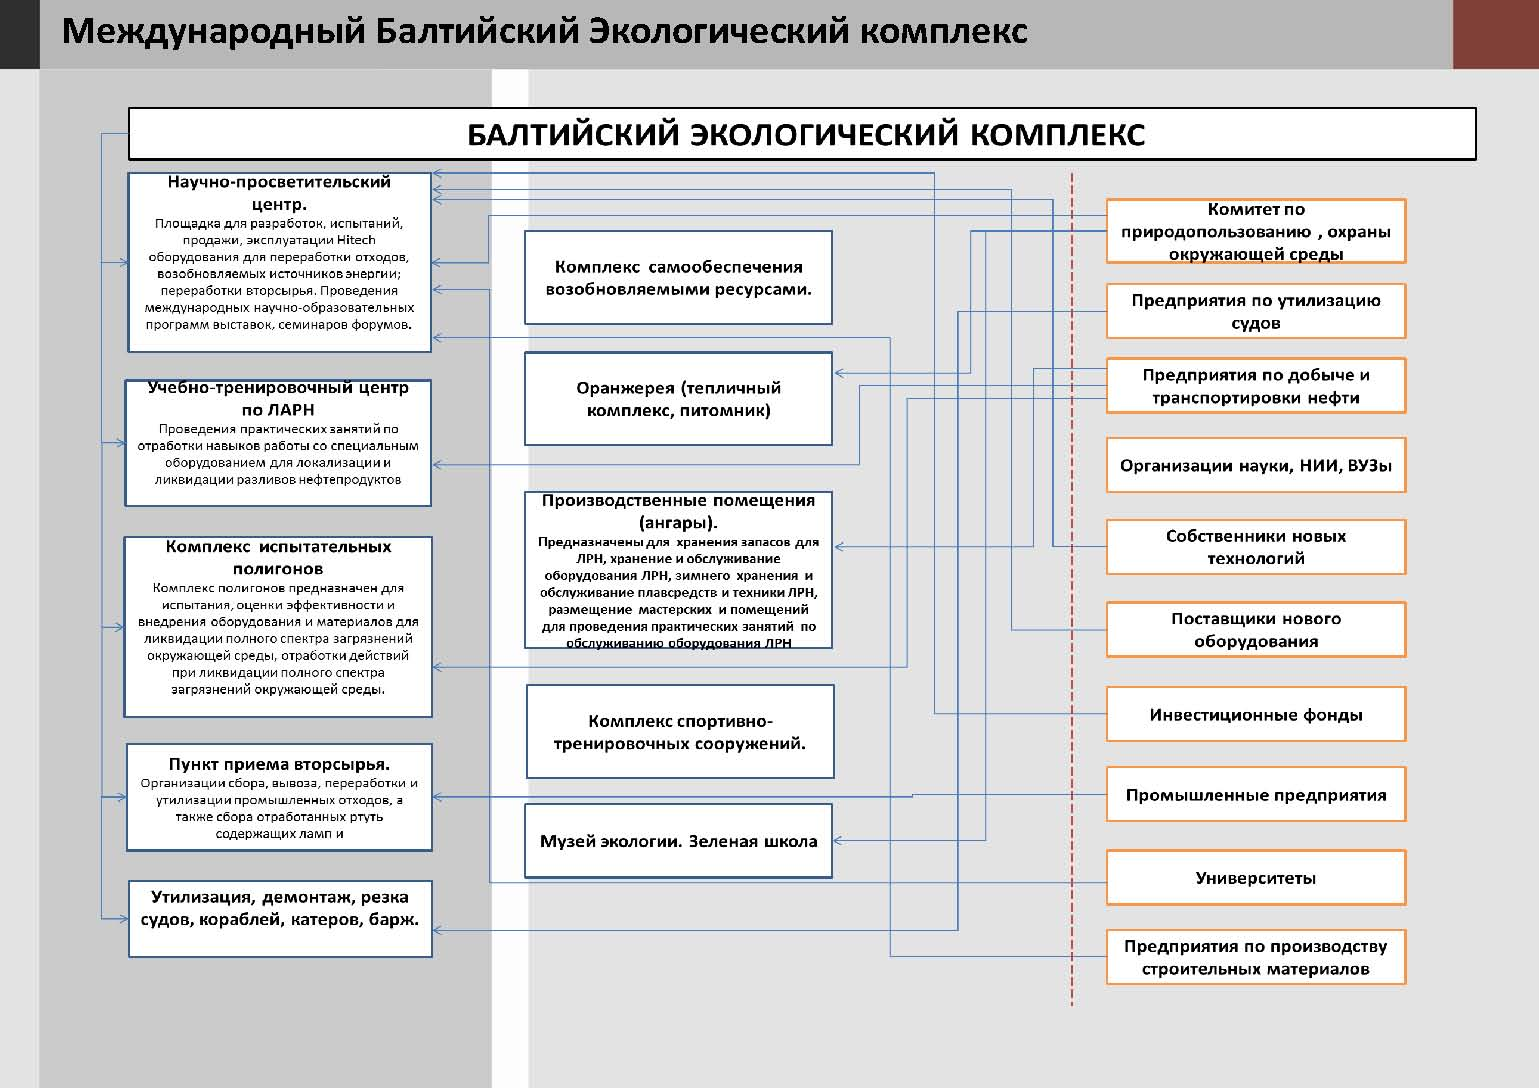 Международный Балтийский Экологический комплекс
БАЛТИЙСКИЙ ЭКОЛОГИЧЕСКИЙ КОМПЛЕКС
Научно-просветительский
центр.
Площадка для разработок, испытаний,
продажи, эксплуатации Hitech
оборудования для переработки отходов,
возобновляемых источников энергии;
переработки вторсырья. Проведения
международных научно-образовательных
программ выставок, семинаров форумов.
Учебно-тренировочный центр
по ЛАРН
Проведения практических занятий по
отработки навыков работы со специальным
оборудованием для локализации и
ликвидации разливов нефтепродуктов
Комплекс испытательных
полигонов
Комплекс полигонов предназначен для
испытания, оценки эффективности и
внедрения оборудования и материалов для
ликвидации полного спектра загрязнений
окружающей среды, отработки действий
при ликвидации полного спектра
загрязнений окружающей среды.
Пункт приема вторсырья.
Организации сбора, вывоза, переработки и
утилизации промышленных отходов, а
также сбора отработанных ртуть
содержащих ламп и
Утилизация, демонтаж, резка
судов, кораблей, катеров, барж.
Комплекс самообеспечения
возобновляемыми ресурсами.
Оранжерея (тепличный
комплекс, питомник)
Производственные помещения
(ангары).
Предназначены для хранения запасов для
ЛРН, хранение и обслуживание
оборудования ЛРН, зимнего хранения и
обслуживание плавсредств и техники ЛРН,
размещение мастерских и помещений
для проведения практических занятий по
обслуживанию оборудования ЛРН
Комплекс спортивно-
тренировочных сооружений.
Музей экологии. Зеленая школа
Комитет по
природопользованию , охраны
окружающей среды
Предприятия по утилизацию
судов
Предприятия по добыче и
транспортировки нефти
Организации науки, НИИ, ВУЗы
Собственники новых
технологий
Поставщики нового
оборудования
Инвестиционные фонды
Промышленные предприятия
Университеты
Предприятия по производству
строительных материалов